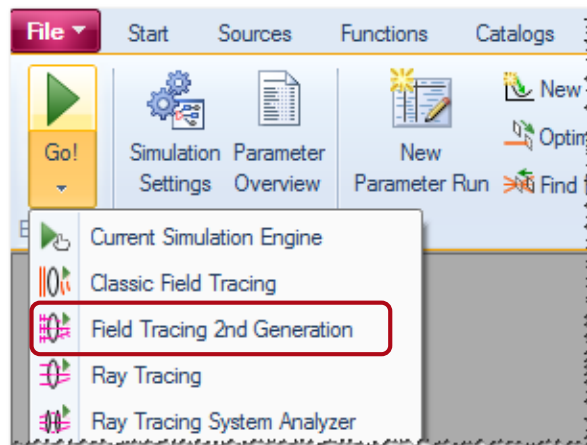 File Start Sources Functions Catalogs
Go! Simulation Settings Parameter Overview New Parameter Run New
Find
Current Simulation Engine
Classic Field Tracing
Field Tracing 2nd Generation
Ray Tracing
Ray Tracing System Analyzer